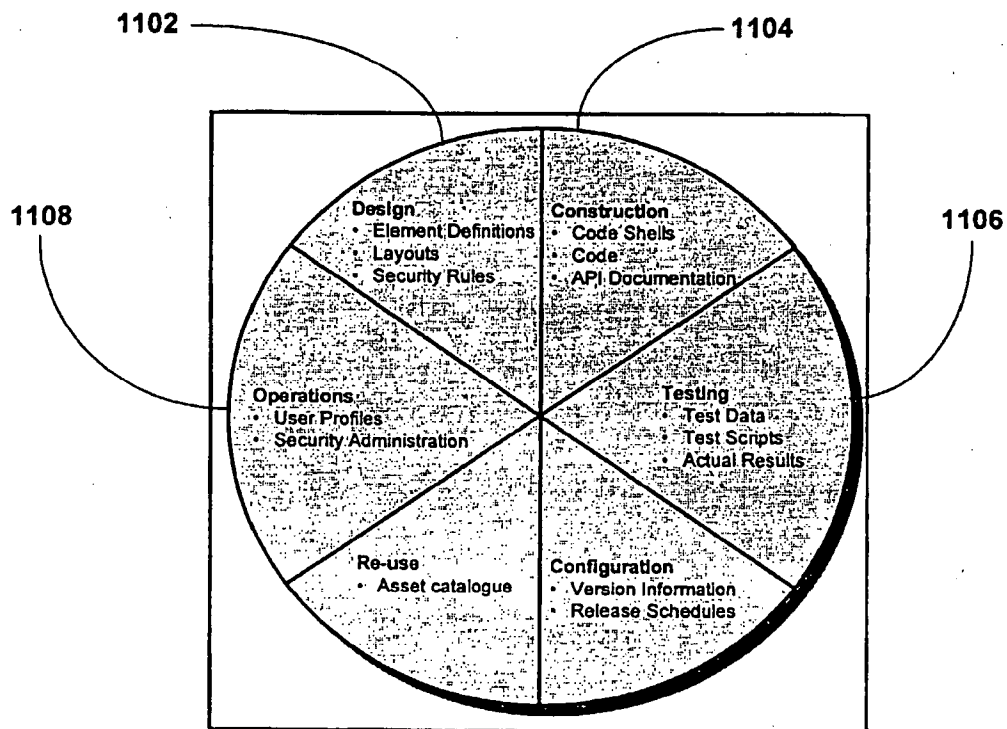 1102
1104
1108
1106
Design
• Element Definitions
• Layouts
• Security Rules
Construction
• Code Shells
• Code
• API Documentation
Operations
• User Profiles
• Security Administration
Testing
• Test Data
• Test Scripts
• Actual Results
Re-use
• Asset catalogue
Configuration
• Version Information
• Release Schedules